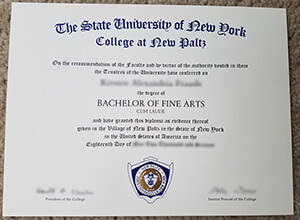 The State University of New York
College at New Paltz
On the recommendation of the Faculty and by virtue of the authority vested in them
the Trustees of the University have conferred on
the degree of
BACHELOR OF FINE ARTS
CUM LAUDE
and have granted this diploma as evidence thereof
given in the Village of New Paltz in the State of New York
in the United States of America on the
Eighteenth Day of
President of the College
Interim Provost of the College